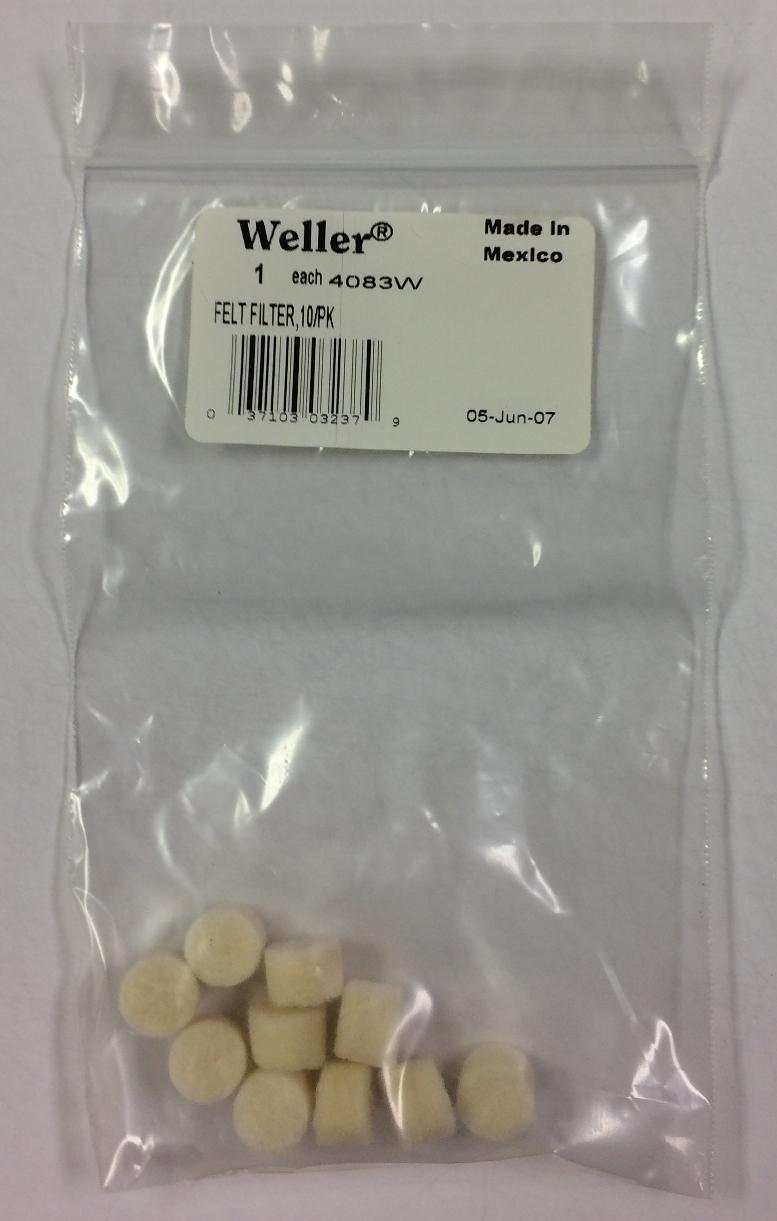 Weller®
Made In
Mexico
1 each 4083W
FELT FILTER,10/PK
0 37103 03237 9
05-Jun-07